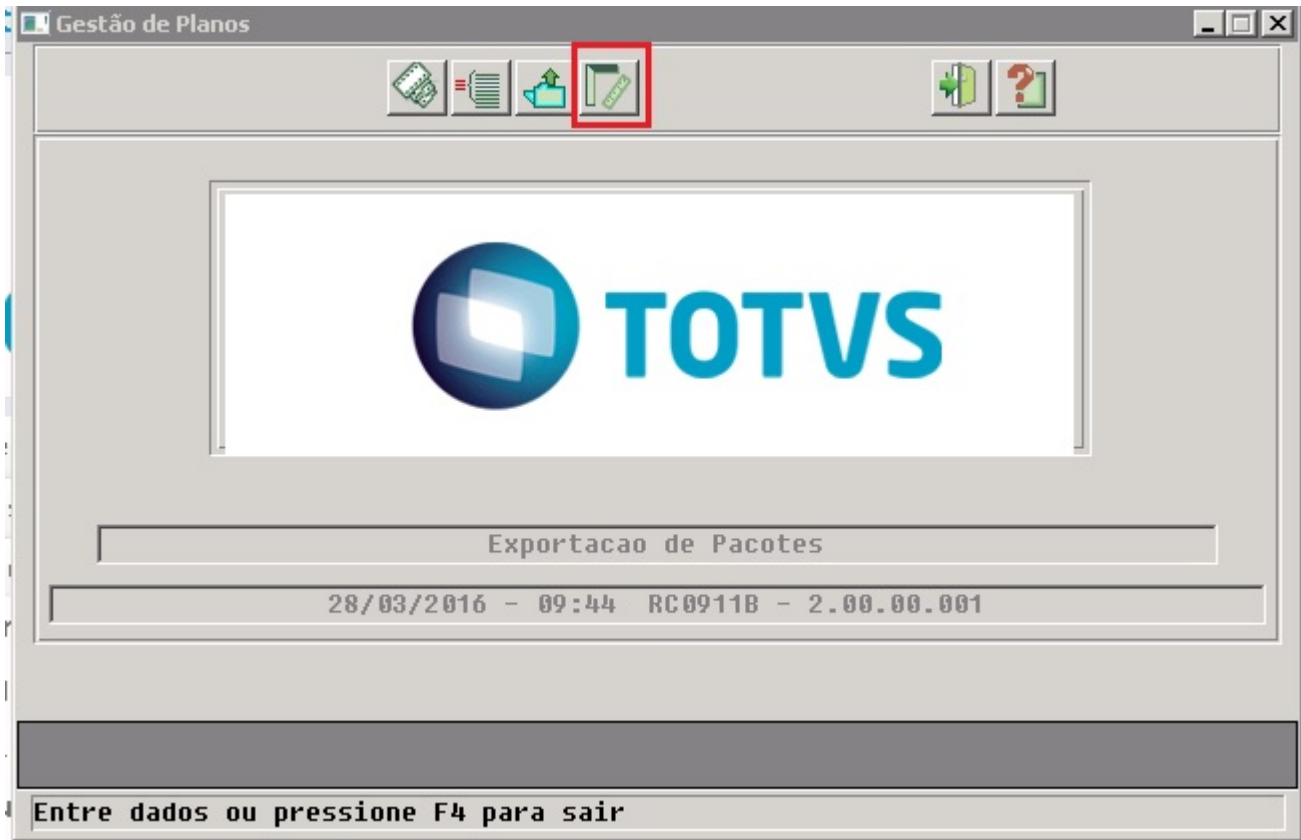 Gestão de Planos
TOTVS
Exportacao de Pacotes
28/03/2016 - 09:44 RC0911B - 2.00.00.001
Entre dados ou pressione F4 para sair